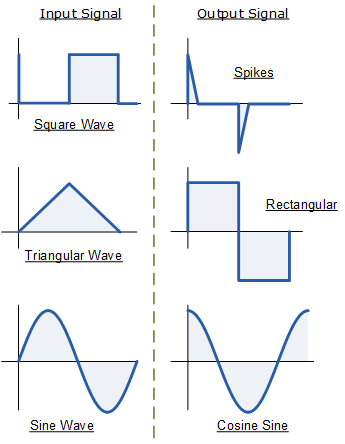 Input Signal
Output Signal
Spikes
Square Wave
Rectangular
Triangular Wave
Sine Wave
Cosine Sine